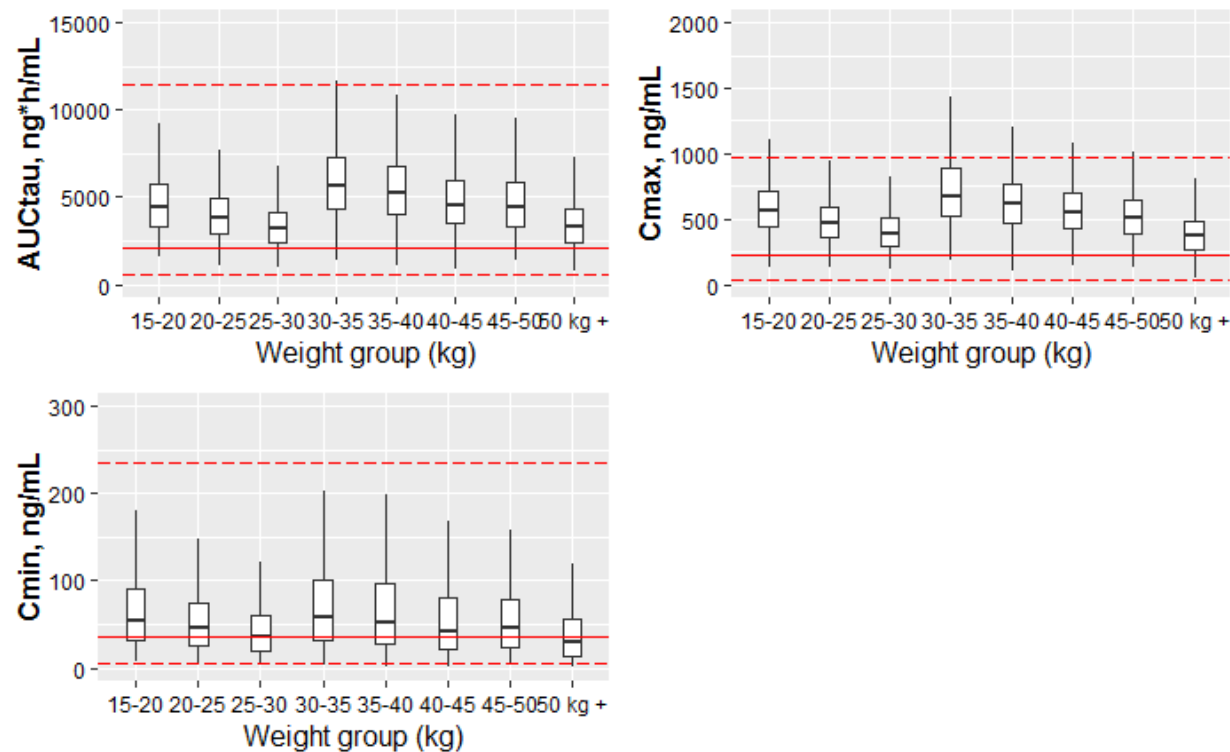 AUCtau, ng*h/mL
15000
10000
5000
0
15-20 20-25 25-30 30-35 35-40 40-45 45-50 50 kg +
Weight group (kg)
Cmax, ng/mL
2000
1500
1000
500
0
15-20 20-25 25-30 30-35 35-40 40-45 45-50 50 kg +
Weight group (kg)
Cmin, ng/mL
300
200
100
0
15-20 20-25 25-30 30-35 35-40 40-45 45-50 50 kg +
Weight group (kg)